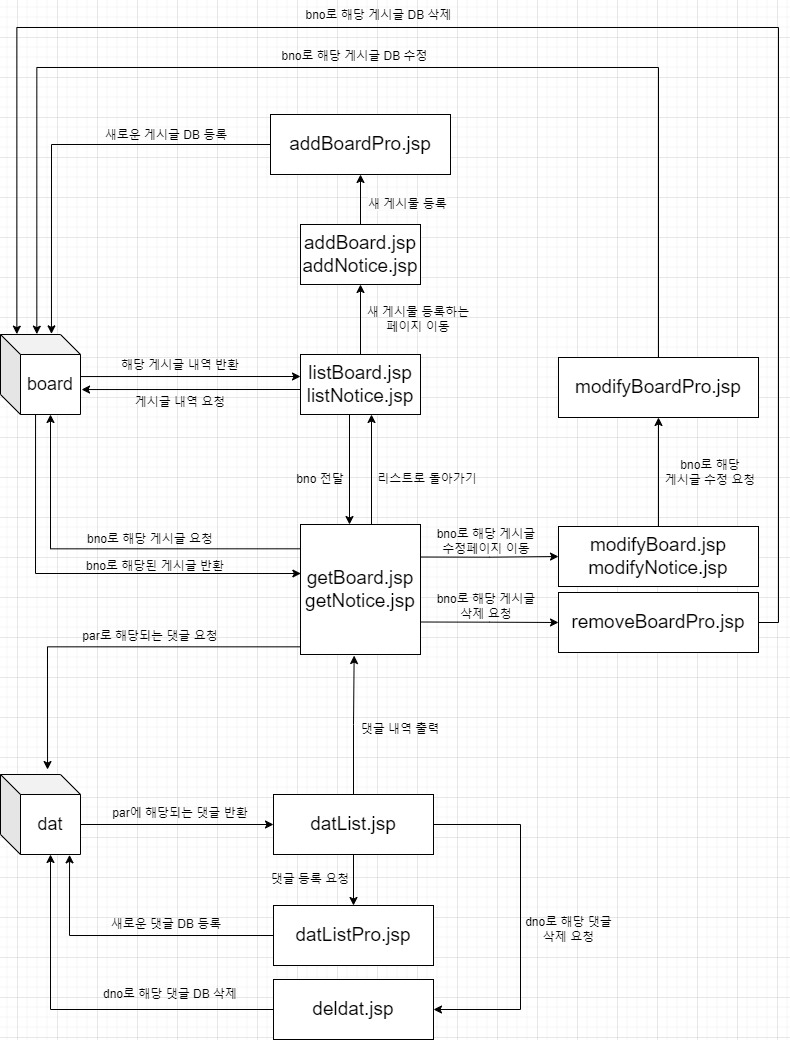 bno로 해당 게시글 DB 삭제
bno로 해당 게시글 DB 수정
새로운 게시글 DB 등록
addBoardPro.jsp
새 게시물 등록
addBoard.jsp
addNotice.jsp
새 게시물 등록하는
페이지 이동
board
해당 게시글 내역 반환
게시글 내역 요청
listBoard.jsp
listNotice.jsp
modifyBoardPro.jsp
bno 전달
리스트로 돌아가기
bno로 해당
게시글 수정 요청
bno로 해당 게시글 요청
bno로 해당된 게시글 반환
getBoard.jsp
getNotice.jsp
bno로 해당 게시글
수정페이지 이동
modifyBoard.jsp
modifyNotice.jsp
bno로 해당 게시글
삭제 요청
removeBoardPro.jsp
par로 해당되는 댓글 요청
댓글 내역 출력
dat
par에 해당되는 댓글 반환
datList.jsp
댓글 등록 요청
새로운 댓글 DB 등록
datListPro.jsp
dno로 해당 댓글
삭제 요청
dno로 해당 댓글 DB 삭제
deldat.jsp